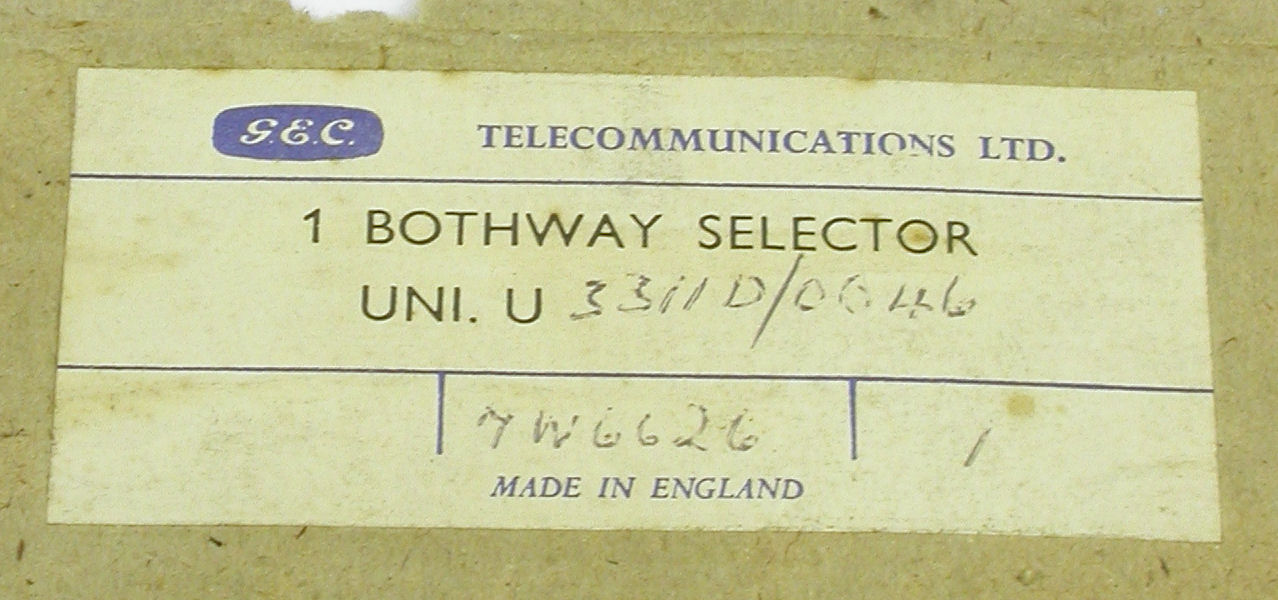 G.E.C. TELECOMMUNICATIONS LTD.
1 BOTHWAY SELECTOR
UNI. U 3311D/0046
7W6626 1
MADE IN ENGLAND